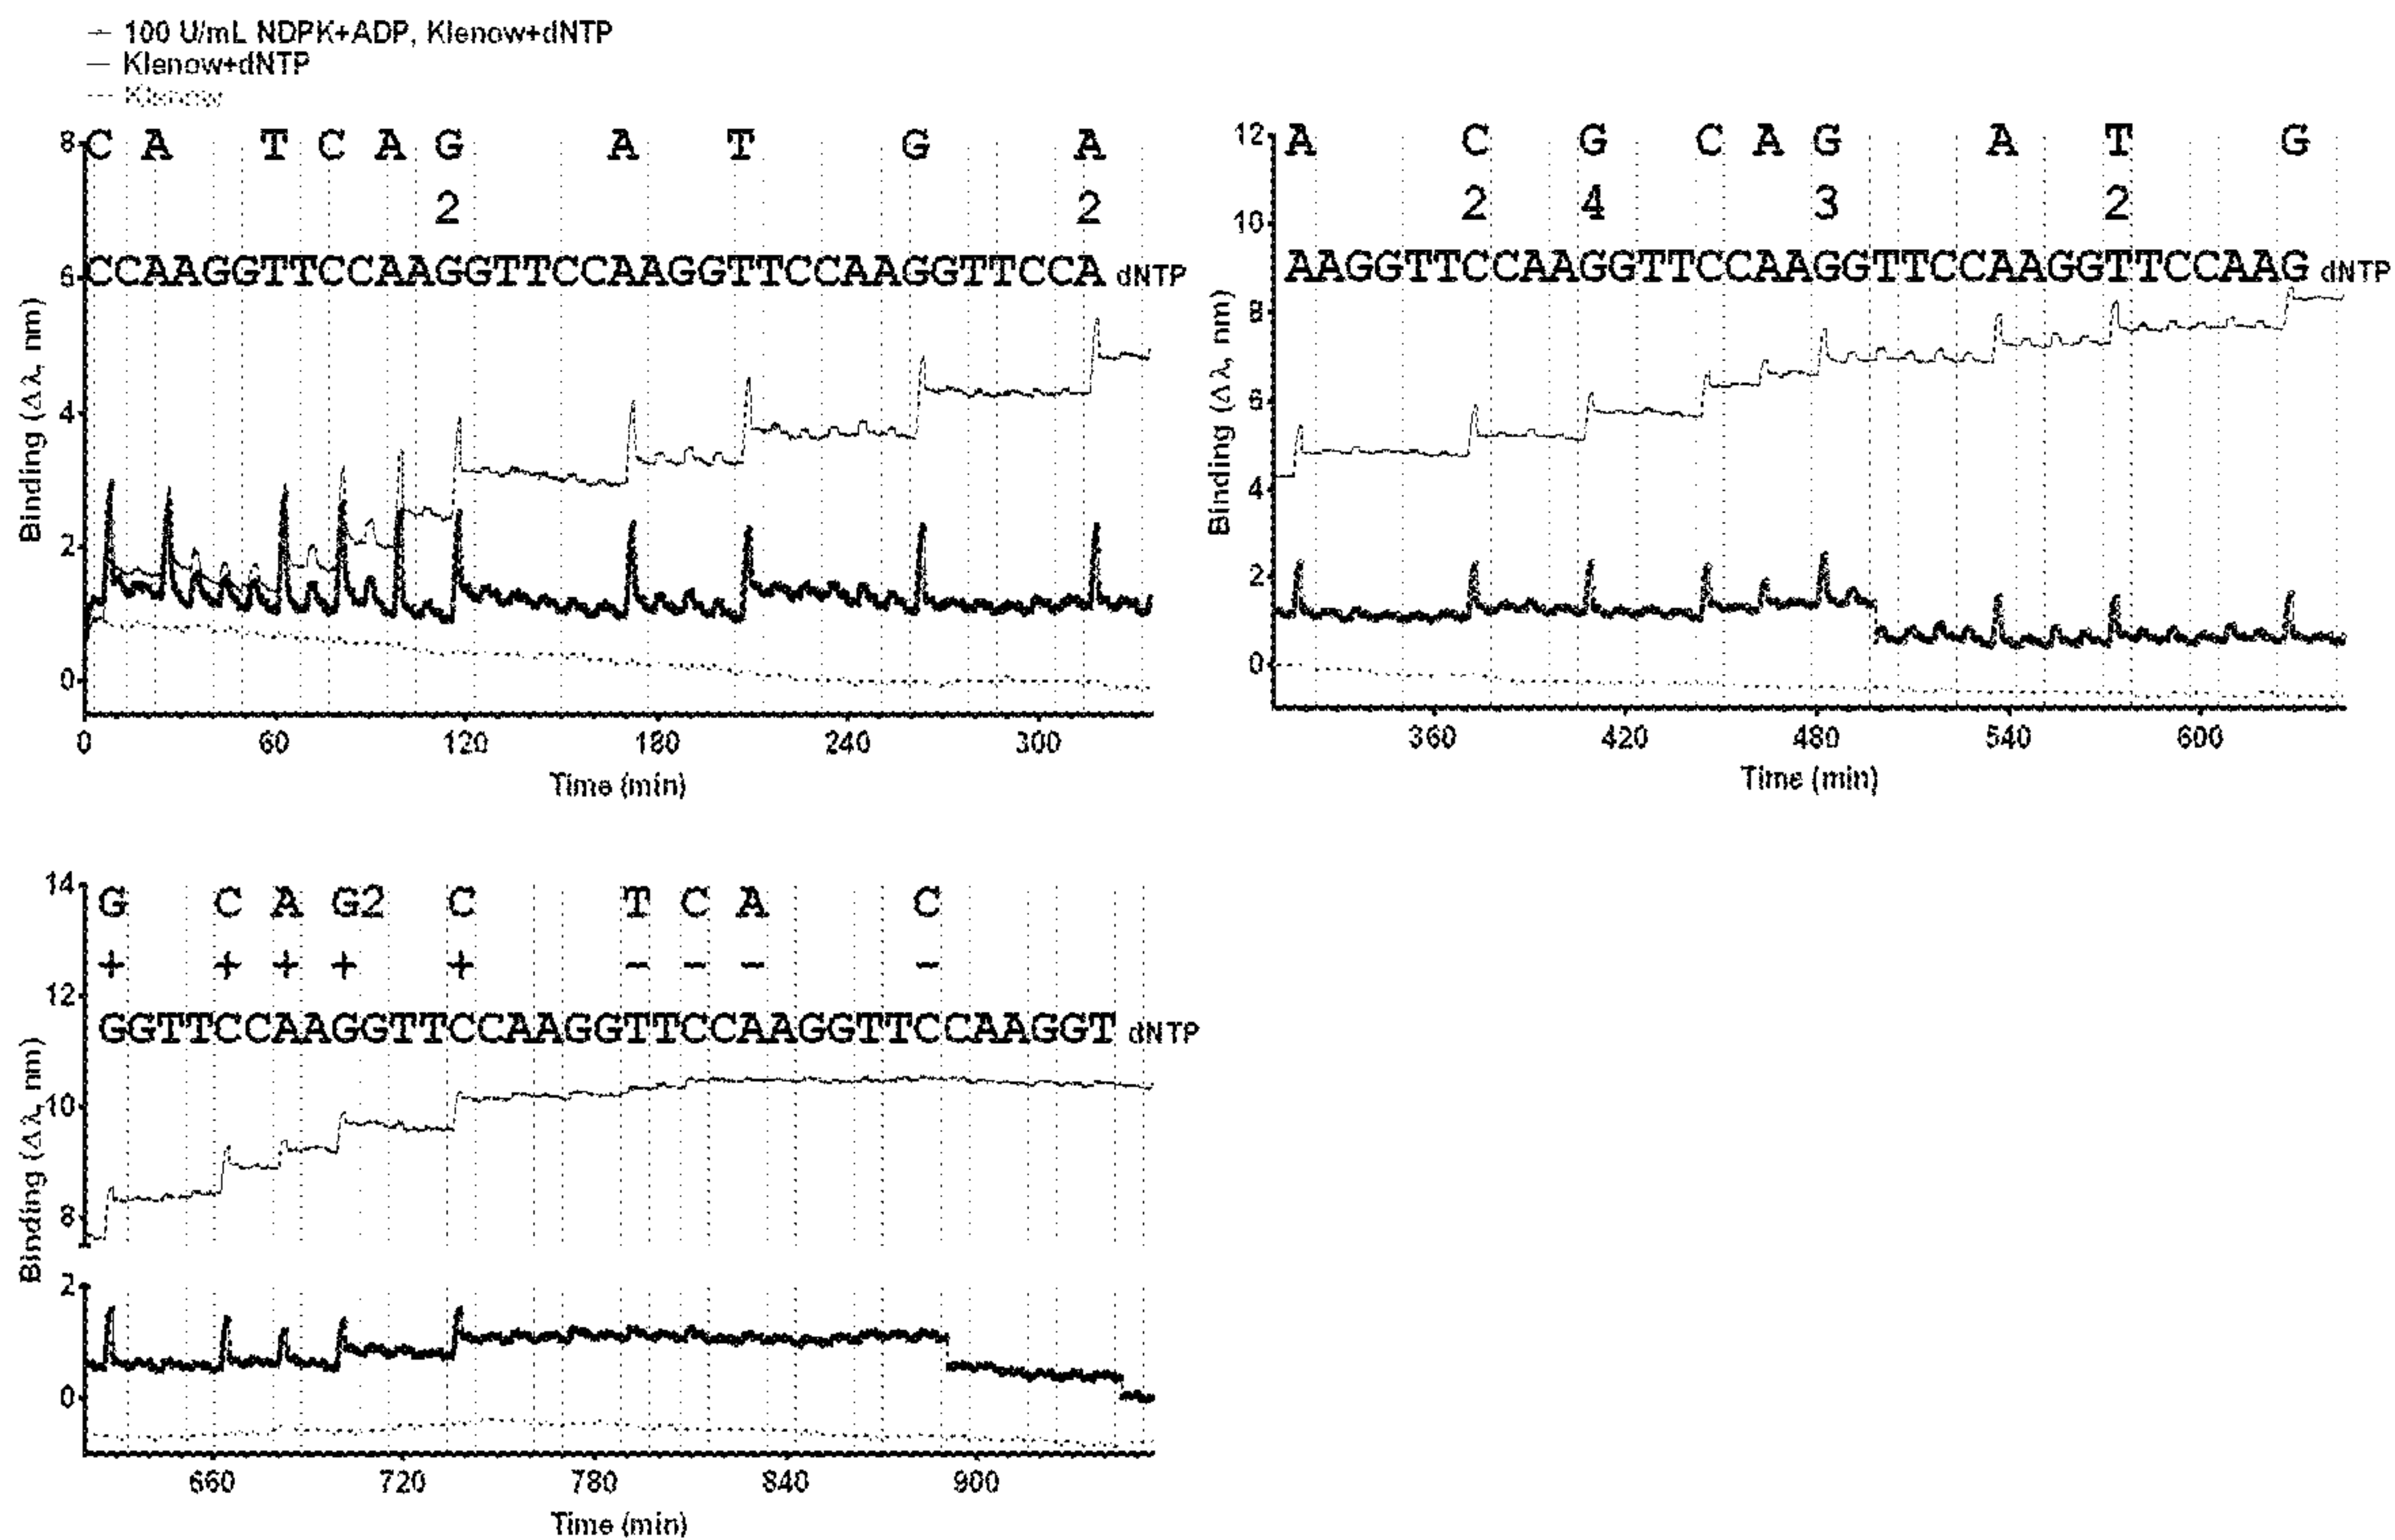 100 U/mL NDPK+ADP, Klenow+dNTP
Klenow+dNTP
Klenow
C A T C A G A T G A
2 2
CCAAGGTTCCAAGGTTCCAAGGTTCCAAGGTTCCA dNTP
8
6
4
2
0
Binding (Δλ, nm)
0 60 120 180 240 300
Time (min)
A C G C A G A T G
2 4 3 2
AAGGTTCCAAGGTTCCAAGGTTCCAAGGTTCCAAG dNTP
12
10
8
6
4
2
0
Binding (Δλ, nm)
360 420 480 540 600
Time (min)
G C A G2 C T C A C
+ + + + + − − − −
GGTTCCAAGGTTCCAAGGTTCCAAGGTTCCAAGGT dNTP
14
12
10
8
2
0
Binding (Δλ, nm)
660 720 780 840 900
Time (min)